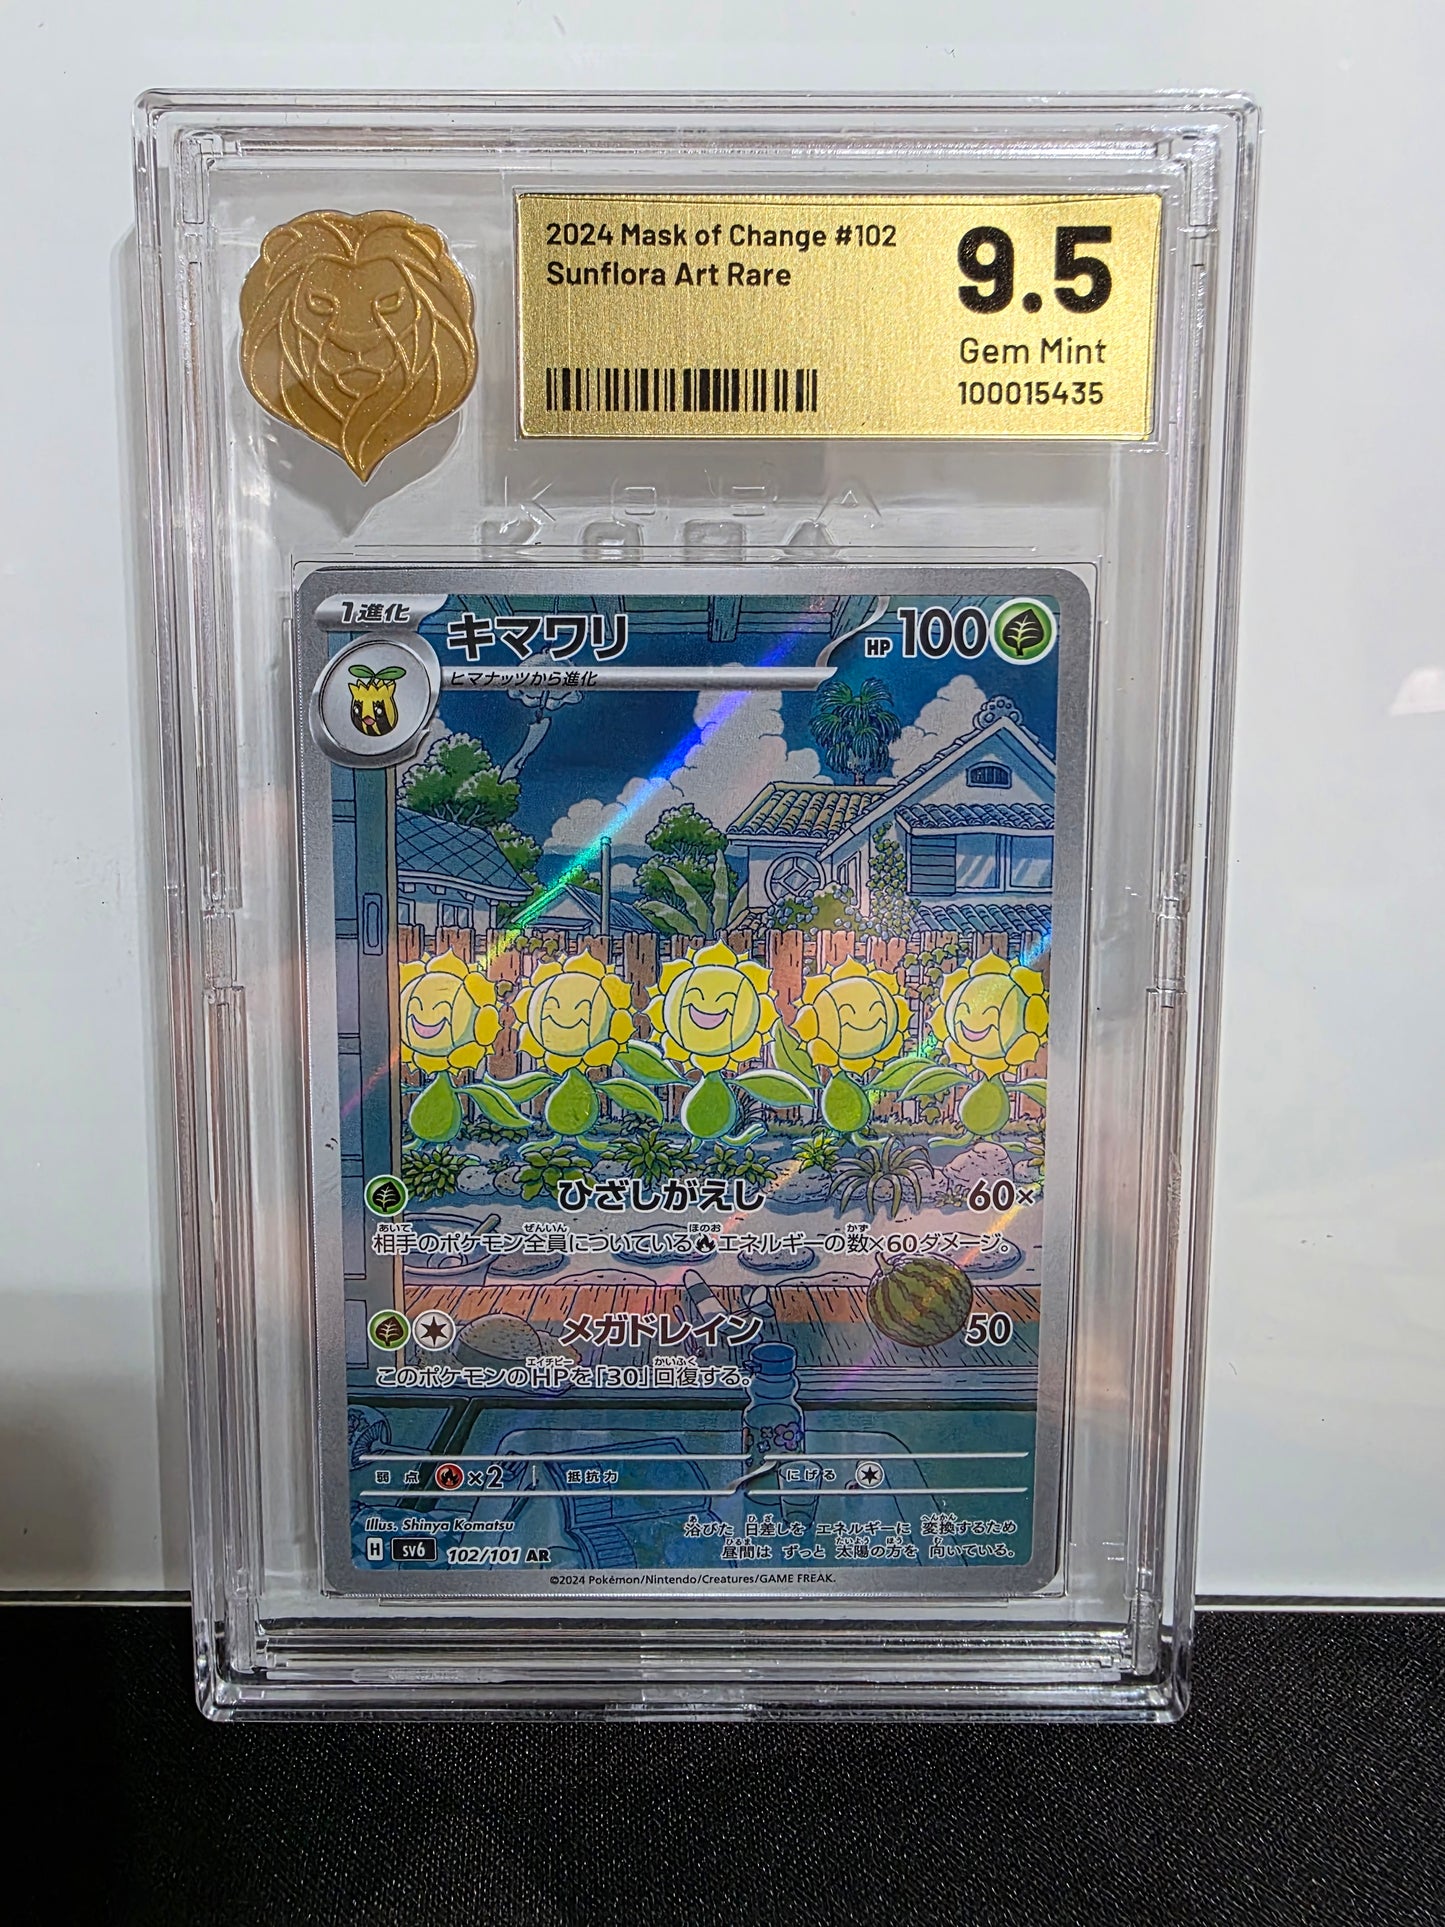 2024 Mask of Change #102
Sunflora Art Rare
9.5
Gem Mint
100015435
1進化
キマワリ
HP 100
ヒマナッツから進化
ひざしがえし 60×
相手のポケモン全員についているエネルギーの数×60ダメージ。
メガドレイン 50
このポケモンのHPを「30」回復する。
弱点 ×2 抵抗力 にげる
Illus. Shinya Komatsu
浴びた 日差しを エネルギーに 変換するため
昼間は ずっと 太陽の方を 向いている。
H sv6 102/101 AR
©2024 Pokémon/Nintendo/Creatures/GAME FREAK.